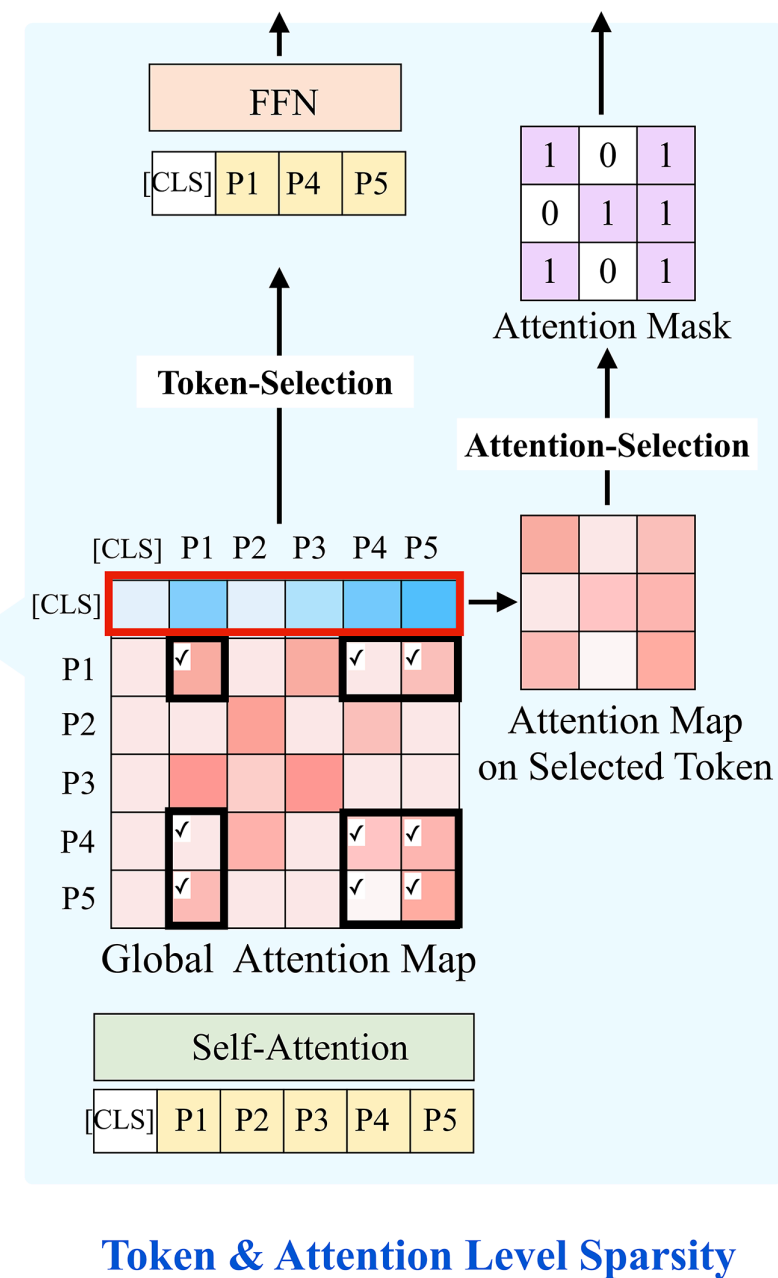 FFN
[CLS] P1 P4 P5
1 0 1
0 1 1
1 0 1
Attention Mask
Token-Selection
Attention-Selection
[CLS] P1 P2 P3 P4 P5
[CLS]
P1 ✓ ✓ ✓
P2
P3
P4 ✓ ✓ ✓
P5 ✓ ✓ ✓
Attention Map
on Selected Token
Global Attention Map
Self-Attention
[CLS] P1 P2 P3 P4 P5
Token & Attention Level Sparsity